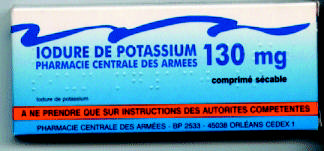 IODURE DE POTASSIUM 130 mg
PHARMACIE CENTRALE DES ARMEES
comprimé sécable
Iodure de potassium
A NE PRENDRE QUE SUR INSTRUCTIONS DES AUTORITES COMPETENTES
PHARMACIE CENTRALE DES ARMÉES - BP 2533 - 45038 ORLÉANS CEDEX 1